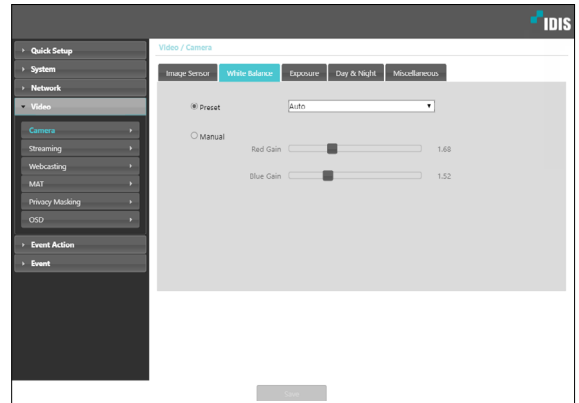 IDIS
Quick Setup
System
Network
Video
Camera
Streaming
Webcasting
MAT
Privacy Masking
OSD
Event Action
Event
Video / Camera
Image Sensor White Balance Exposure Day & Night Miscellaneous
Preset Auto
Manual
Red Gain 1.68
Blue Gain 1.52
Save